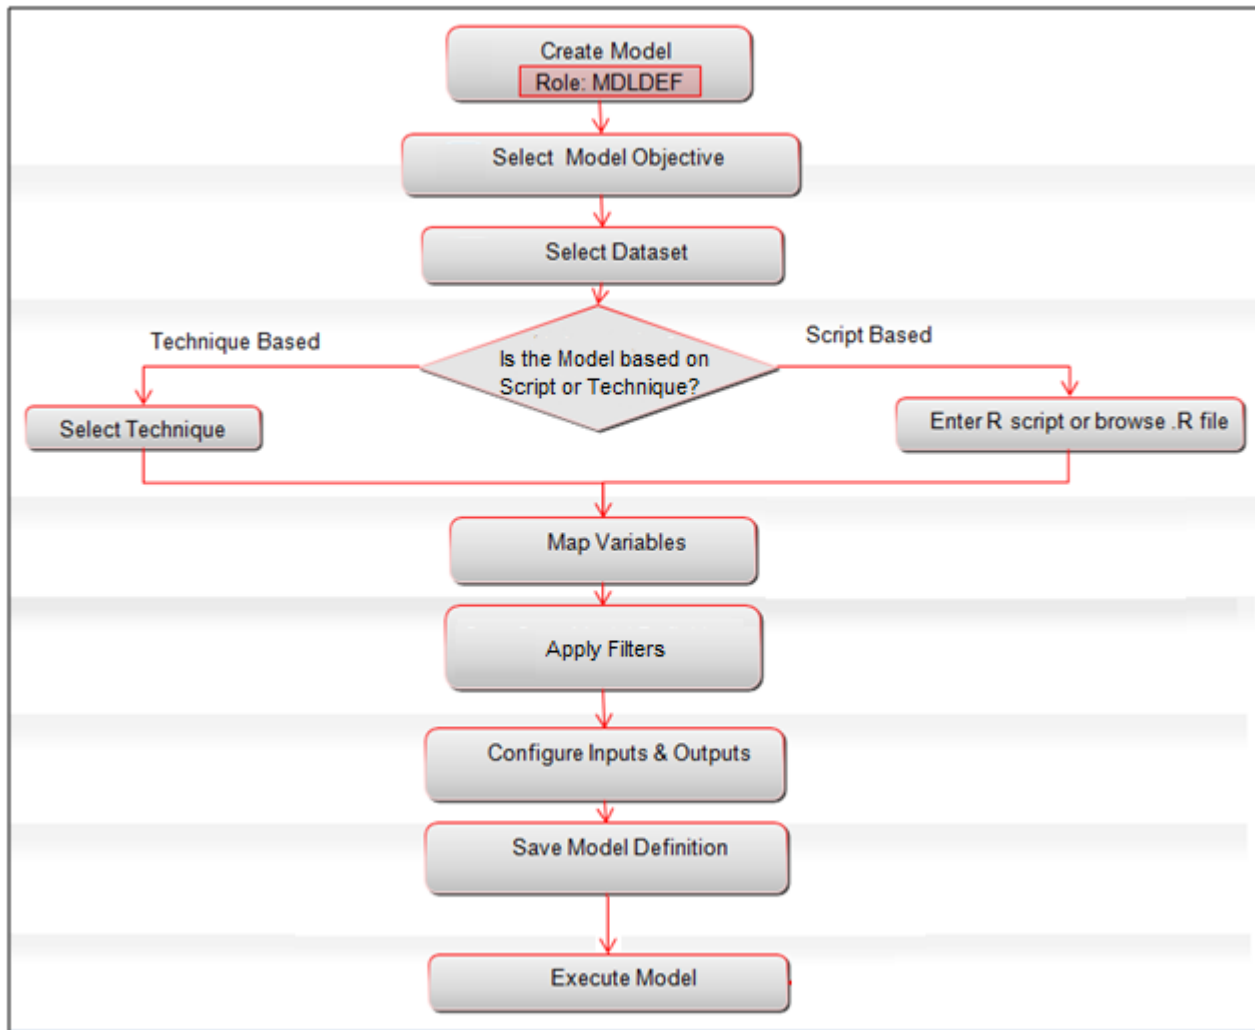 Create Model
Role: MDLDEF
Select Model Objective
Select Dataset
Technique Based
Script Based
Is the Model based on
Script or Technique?
Select Technique
Enter R script or browse .R file
Map Variables
Apply Filters
Configure Inputs & Outputs
Save Model Definition
Execute Model